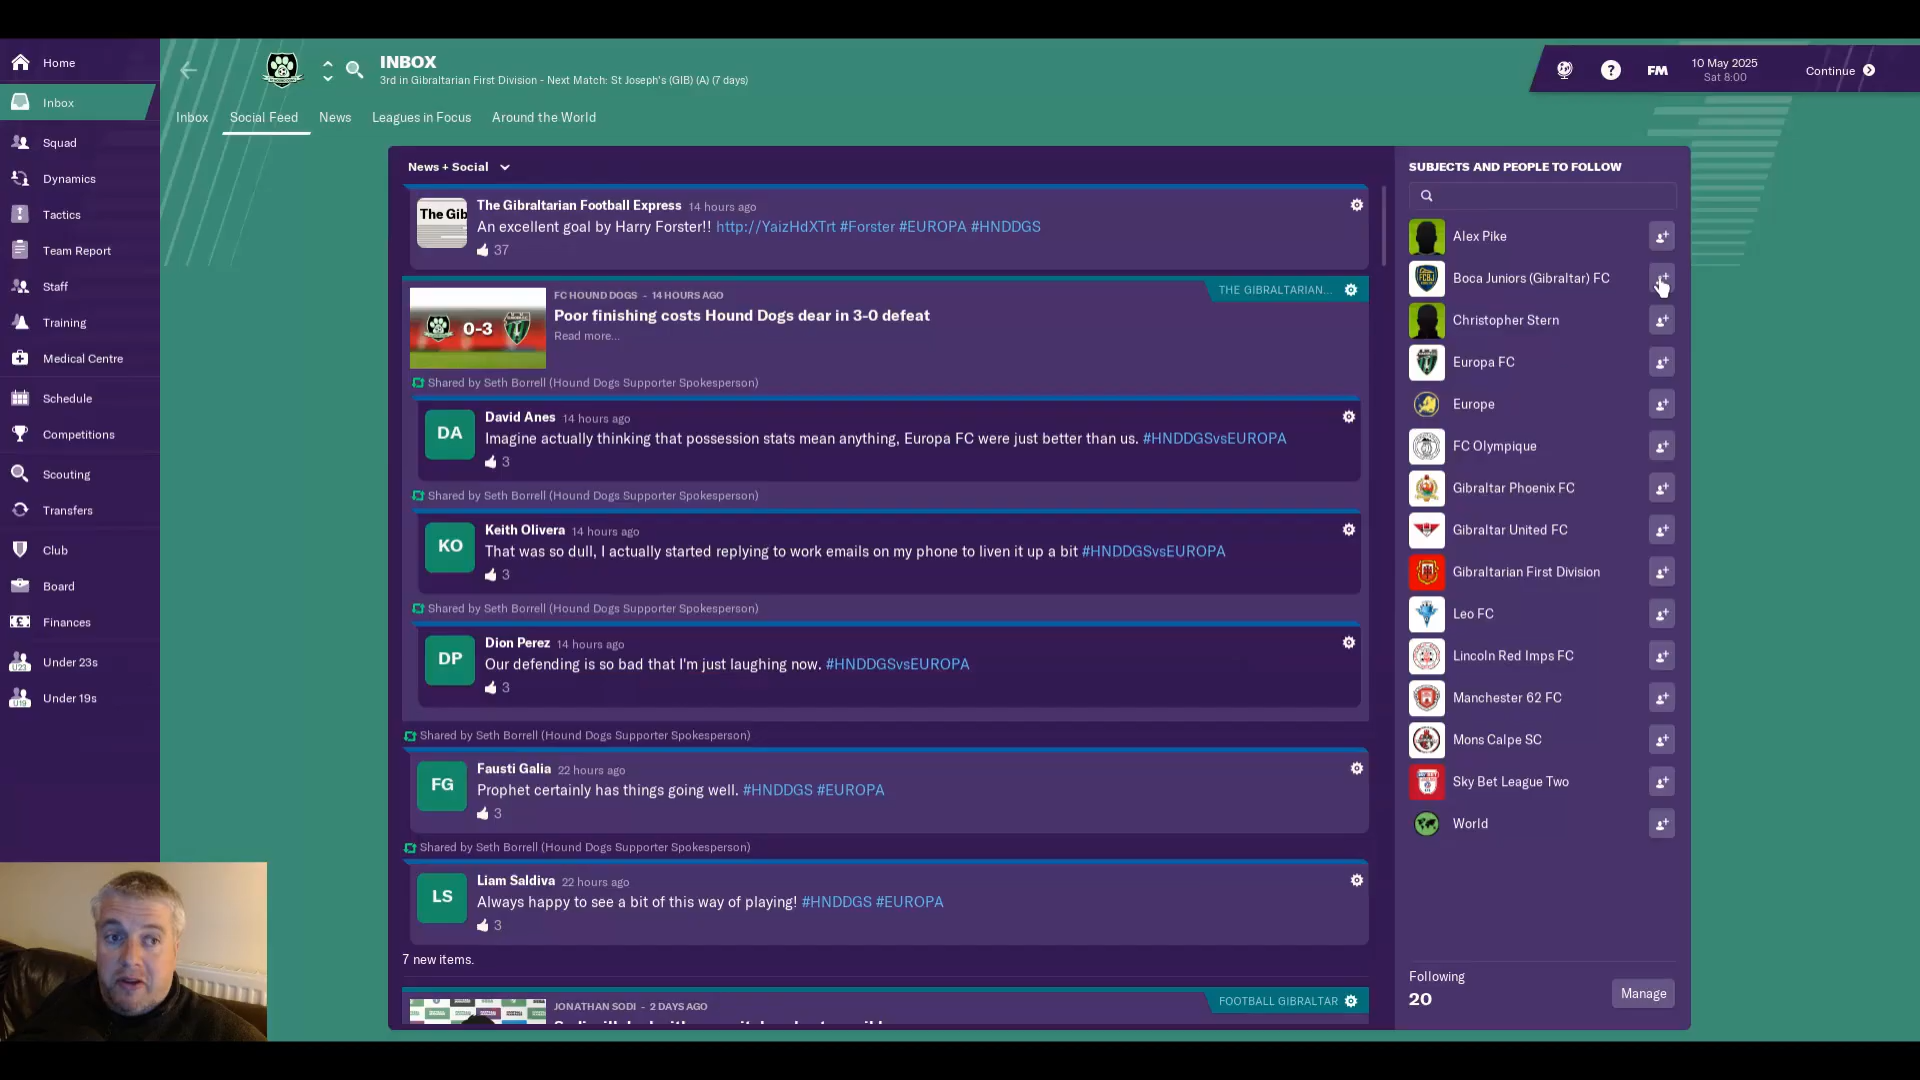 Home
Inbox
Squad
Dynamics
Tactics
Team Report
Staff
Training
Medical Centre
Schedule
Competitions
Scouting
Transfers
Club
Board
Finances
U23
Under 23s
U19
Under 19s
INBOX
3rd in Gibraltarian First Division - Next Match: St Joseph's (GIB) (A) (7 days)
? FM
10 May 2025
Sat 8:00
Continue
Inbox Social Feed News Leagues in Focus Around the World
News + Social
The Gib
The Gibraltarian Football Express 14 hours ago
An excellent goal by Harry Forster!! http://YaizHdXTrt #Forster #EUROPA #HNDDGS
37
0-3
FC HOUND DOGS - 14 HOURS AGO
THE GIBRALTARIAN...
Poor finishing costs Hound Dogs dear in 3-0 defeat
Read more...
Shared by Seth Borrell (Hound Dogs Supporter Spokesperson)
DA
David Anes 14 hours ago
Imagine actually thinking that possession stats mean anything, Europa FC were just better than us. #HNDDGSvsEUROPA
3
Shared by Seth Borrell (Hound Dogs Supporter Spokesperson)
KO
Keith Olivera 14 hours ago
That was so dull, I actually started replying to work emails on my phone to liven it up a bit #HNDDGSvsEUROPA
3
Shared by Seth Borrell (Hound Dogs Supporter Spokesperson)
DP
Dion Perez 14 hours ago
Our defending is so bad that I'm just laughing now. #HNDDGSvsEUROPA
3
Shared by Seth Borrell (Hound Dogs Supporter Spokesperson)
FG
Fausti Galia 22 hours ago
Prophet certainly has things going well. #HNDDGS #EUROPA
3
Shared by Seth Borrell (Hound Dogs Supporter Spokesperson)
LS
Liam Saldiva 22 hours ago
Always happy to see a bit of this way of playing! #HNDDGS #EUROPA
3
7 new items.
JONATHAN SODI - 2 DAYS AGO
FOOTBALL GIBRALTAR
SUBJECTS AND PEOPLE TO FOLLOW
Alex Pike
Boca Juniors (Gibraltar) FC
Christopher Stern
Europa FC
Europe
FC Olympique
Gibraltar Phoenix FC
Gibraltar United FC
Gibraltarian First Division
Leo FC
Lincoln Red Imps FC
Manchester 62 FC
Mons Calpe SC
Sky Bet League Two
World
Following
20
Manage